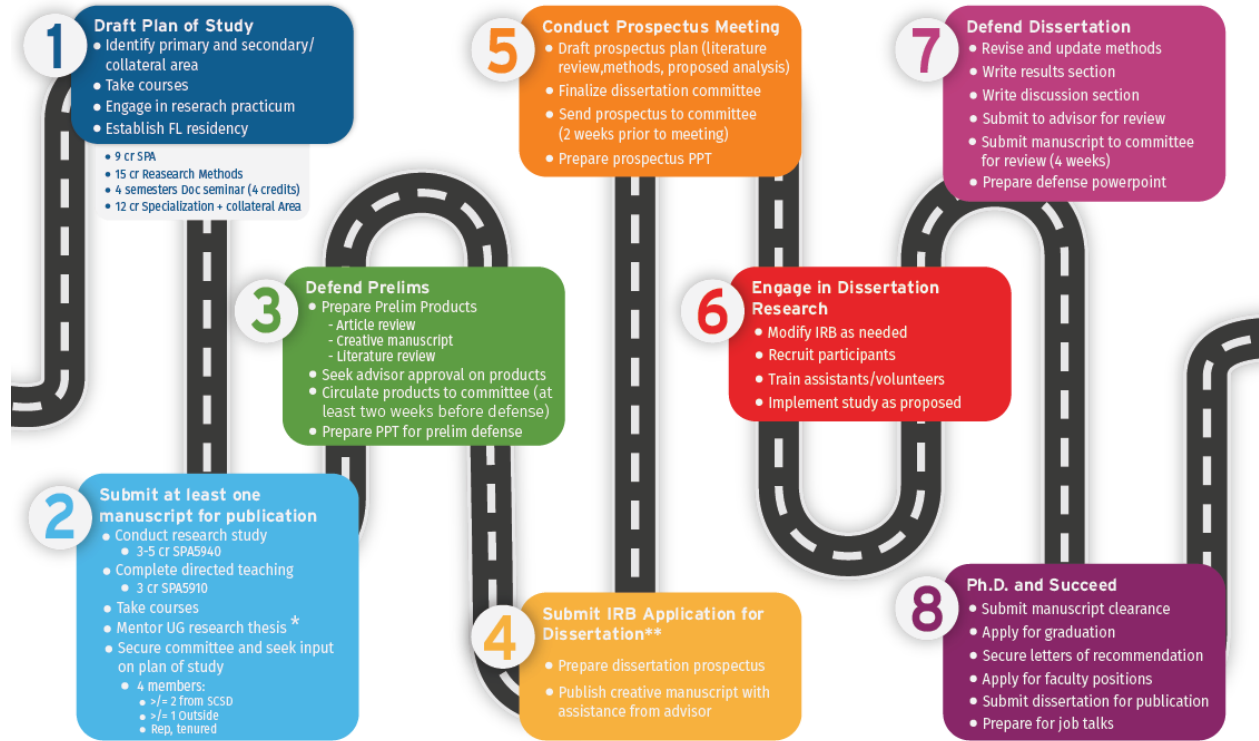 1
Draft Plan of Study
• Identify primary and secondary/
collateral area
• Take courses
• Engage in reserach practicum
• Establish FL residency
• 9 cr SPA
• 15 cr Reasearch Methods
• 4 semesters Doc seminar (4 credits)
• 12 cr Specialization + collateral Area
2
Submit at least one
manuscript for publication
• Conduct research study
• 3-5 cr SPA5940
• Complete directed teaching
• 3 cr SPA5910
• Take courses
• Mentor UG research thesis *
• Secure committee and seek input
on plan of study
• 4 members:
• >/= 2 from SCSD
• >/= 1 Outside
• Rep, tenured
3
Defend Prelims
• Prepare Prelim Products
- Article review
- Creative manuscript
- Literature review
• Seek advisor approval on products
• Circulate products to committee (at
least two weeks before defense)
• Prepare PPT for prelim defense
4
Submit IRB Application for
Dissertation**
• Prepare dissertation prospectus
• Publish creative manuscript with
assistance from advisor
5
Conduct Prospectus Meeting
• Draft prospectus plan (literature
review,methods, proposed analysis)
• Finalize dissertation committee
• Send prospectus to committee
(2 weeks prior to meeting)
• Prepare prospectus PPT
6
Engage in Dissertation
Research
• Modify IRB as needed
• Recruit participants
• Train assistants/volunteers
• Implement study as proposed
7
Defend Dissertation
• Revise and update methods
• Write results section
• Write discussion section
• Submit to advisor for review
• Submit manuscript to committee
for review (4 weeks)
• Prepare defense powerpoint
8
Ph.D. and Succeed
• Submit manuscript clearance
• Apply for graduation
• Secure letters of recommendation
• Apply for faculty positions
• Submit dissertation for publication
• Prepare for job talks